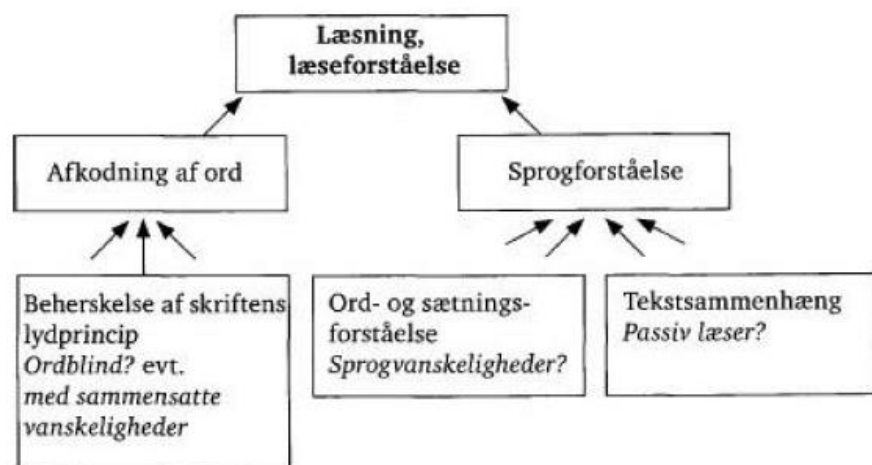 Læsning,
læseforståelse
Afkodning af ord
Sprogforståelse
Beherskelse af skriftens
lydprincip
Ordblind? evt.
med sammensatte
vanskeligheder
Ord- og sætnings-
forståelse
Sprogvanskeligheder?
Tekstsammenhæng
Passiv læser?